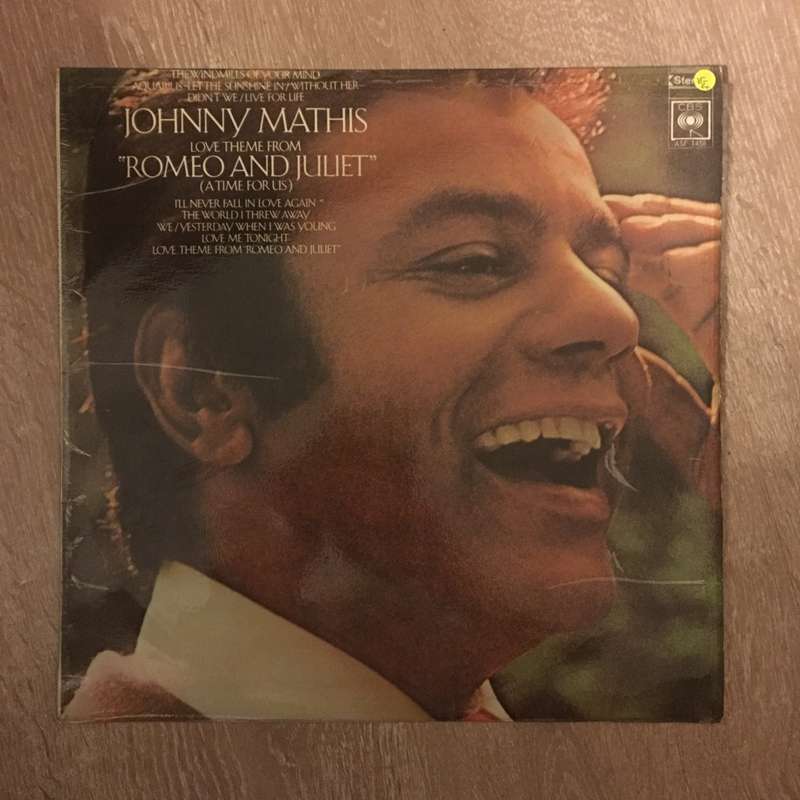 THE WINDMILLS OF YOUR MIND
AQUARIUS-LET THE SUNSHINE IN/WITHOUT HER
DIDN'T WE/LIVE FOR LIFE
JOHNNY MATHIS
LOVE THEME FROM
"ROMEO AND JULIET"
(A TIME FOR US)
I'LL NEVER FALL IN LOVE AGAIN
THE WORLD I THREW AWAY
WE/YESTERDAY WHEN I WAS YOUNG
LOVE ME TONIGHT
LOVE THEME FROM "ROMEO AND JULIET"
CBS
ASF